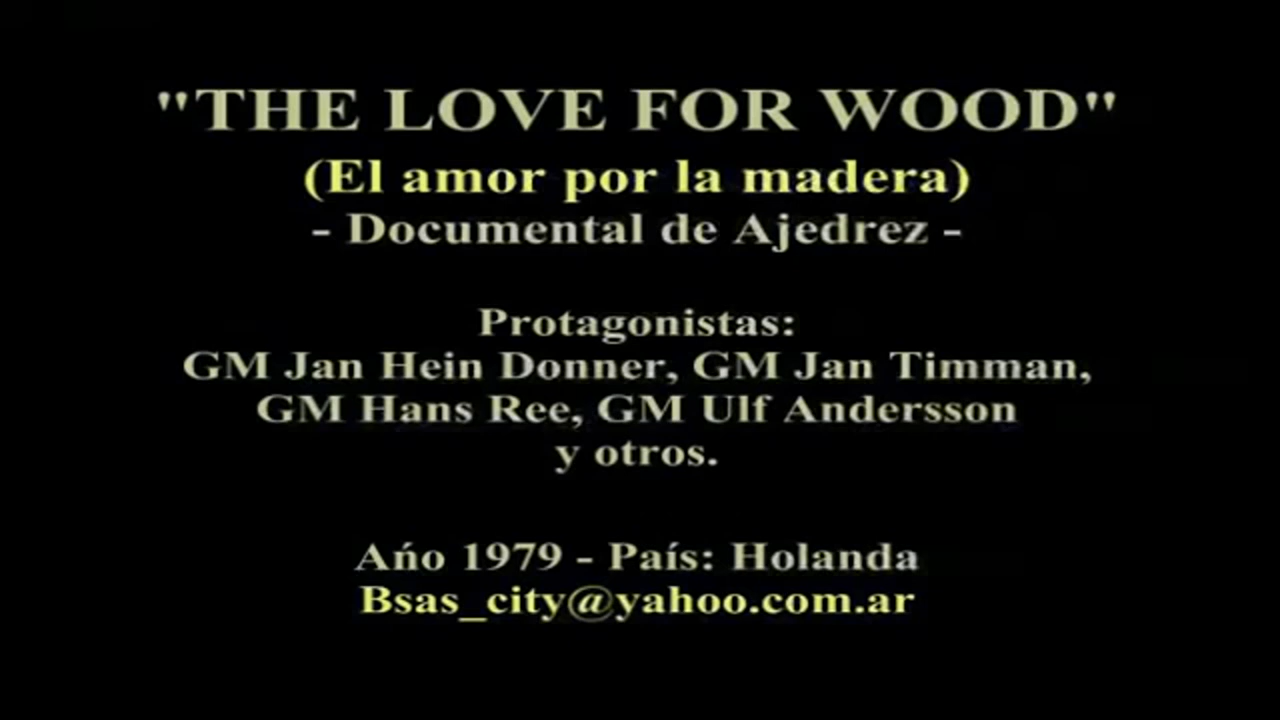 "THE LOVE FOR WOOD"
(El amor por la madera)
- Documental de Ajedrez -
Protagonistas:
GM Jan Hein Donner, GM Jan Timman,
GM Hans Ree, GM Ulf Andersson
y otros.
Ańo 1979 - País: Holanda
Bsas_city@yahoo.com.ar